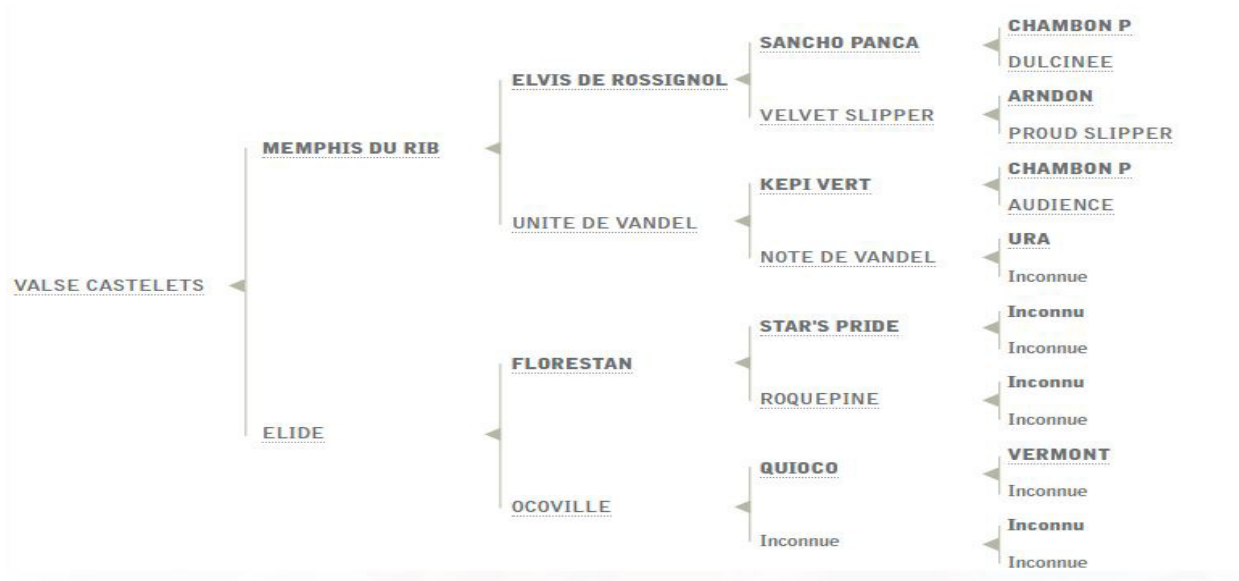 CHAMBON P
SANCHO PANCA
DULCINEE
ELVIS DE ROSSIGNOL
ARNDON
VELVET SLIPPER
PROUD SLIPPER
MEMPHIS DU RIB
CHAMBON P
KEPI VERT
AUDIENCE
UNITE DE VANDEL
URA
NOTE DE VANDEL
Inconnue
VALSE CASTELETS
Inconnu
STAR'S PRIDE
Inconnue
FLORESTAN
Inconnu
ROQUEPINE
Inconnue
ELIDE
VERMONT
QUIOCO
Inconnue
OCOVILLE
Inconnu
Inconnue
Inconnue